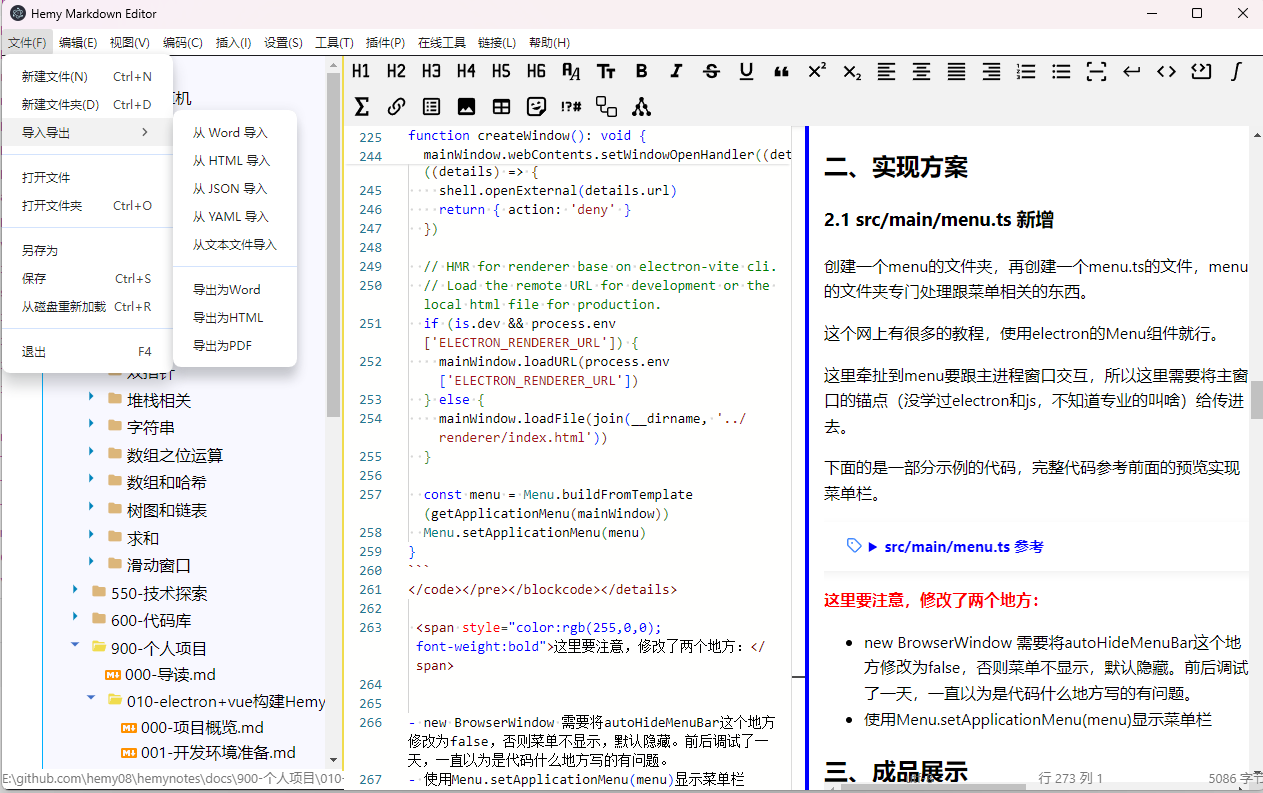 Hemy Markdown Editor
文件(F) 编辑(E) 视图(V) 编码(C) 插入(I) 设置(S) 工具(T) 插件(P) 在线工具 链接(L) 帮助(H)
新建文件(N) Ctrl+N
新建文件夹(D) Ctrl+D
导入导出
打开文件
打开文件夹 Ctrl+O
另存为
保存 Ctrl+S
从磁盘重新加载 Ctrl+R
退出 F4
从 Word 导入
从 HTML 导入
从 JSON 导入
从 YAML 导入
从文本文件导入
导出为Word
导出为HTML
导出为PDF
机
双指针
堆栈相关
字符串
数组之位运算
数组和哈希
树图和链表
求和
滑动窗口
550-技术探索
600-代码库
900-个人项目
000-导读.md
010-electron+vue构建Hemy
000-项目概览.md
001-开发环境准备.md
H1 H2 H3 H4 H5 H6
225 function createWindow(): void {
244 mainWindow.webContents.setWindowOpenHandler((det
((details) => {
245 shell.openExternal(details.url)
246 return { action: 'deny' }
247 })
248
249 // HMR for renderer base on electron-vite cli.
250 // Load the remote URL for development or the
local html file for production.
251 if (is.dev && process.env
['ELECTRON_RENDERER_URL']) {
252 mainWindow.loadURL(process.env
['ELECTRON_RENDERER_URL'])
253 } else {
254 mainWindow.loadFile(join(__dirname, '../
renderer/index.html'))
255 }
256
257 const menu = Menu.buildFromTemplate
(getApplicationMenu(mainWindow))
258 Menu.setApplicationMenu(menu)
259 }
260 ```
261 </code></pre></blockcode></details>
262
263 <span style="color:rgb(255,0,0);
font-weight:bold">这里要注意，修改了两个地方：</
span>
264
265
266 - new BrowserWindow 需要将autoHideMenuBar这个地方
修改为false，否则菜单不显示，默认隐藏。前后调试了一
天，一直以为是代码什么地方写的有问题。
267 - 使用Menu.setApplicationMenu(menu)显示菜单栏
二、实现方案
2.1 src/main/menu.ts 新增
创建一个menu的文件夹，再创建一个menu.ts的文件，menu
的文件夹专门处理跟菜单相关的东西。
这个网上有很多的教程，使用electron的Menu组件就行。
这里牵扯到menu要跟主进程窗口交互，所以这里需要将主窗
口的锚点（没学过electron和js，不知道专业的叫啥）给传进
去。
下面的是一部分示例的代码，完整代码参考前面的预览实现
菜单栏。
src/main/menu.ts 参考
这里要注意，修改了两个地方：
new BrowserWindow 需要将autoHideMenuBar这个地
方修改为false，否则菜单不显示，默认隐藏。前后调试
了一天，一直以为是代码什么地方写的有问题。
使用Menu.setApplicationMenu(menu)显示菜单栏
三、成品展示
E:\github.com\hemy08\hemynotes\docs\900-个人项目\010-
行 273 列 1
5086 字节